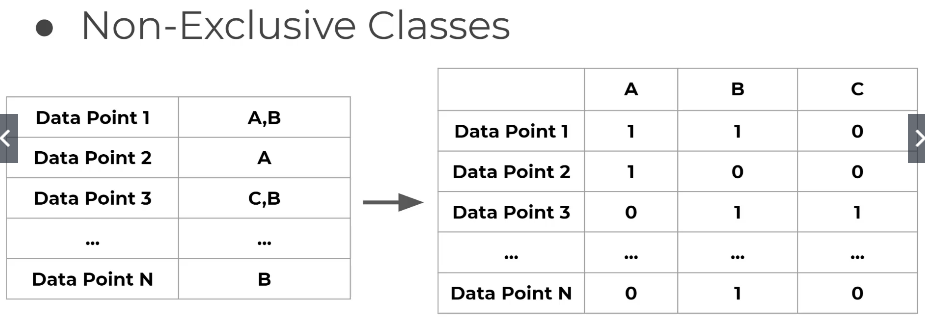 ● Non-Exclusive Classes
Data Point 1 A,B
Data Point 2 A
Data Point 3 C,B
... ...
Data Point N B
A B C
Data Point 1 1 1 0
Data Point 2 1 0 0
Data Point 3 0 1 1
... ... ... ...
Data Point N 0 1 0